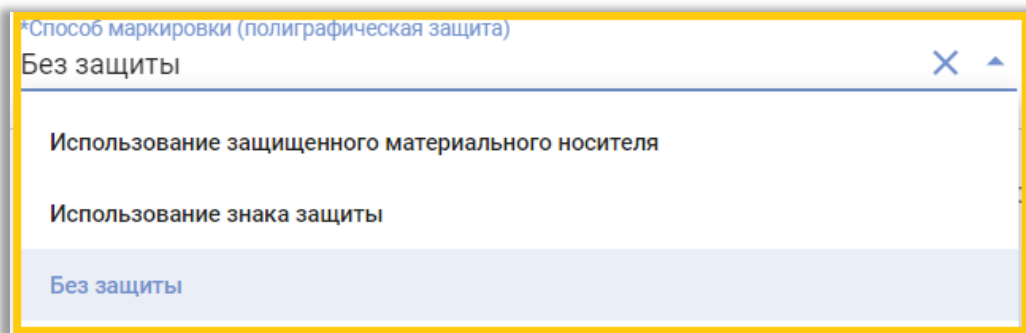 *Способ маркировки (полиграфическая защита)
Без защиты
Использование защищенного материального носителя
Использование знака защиты
Без защиты